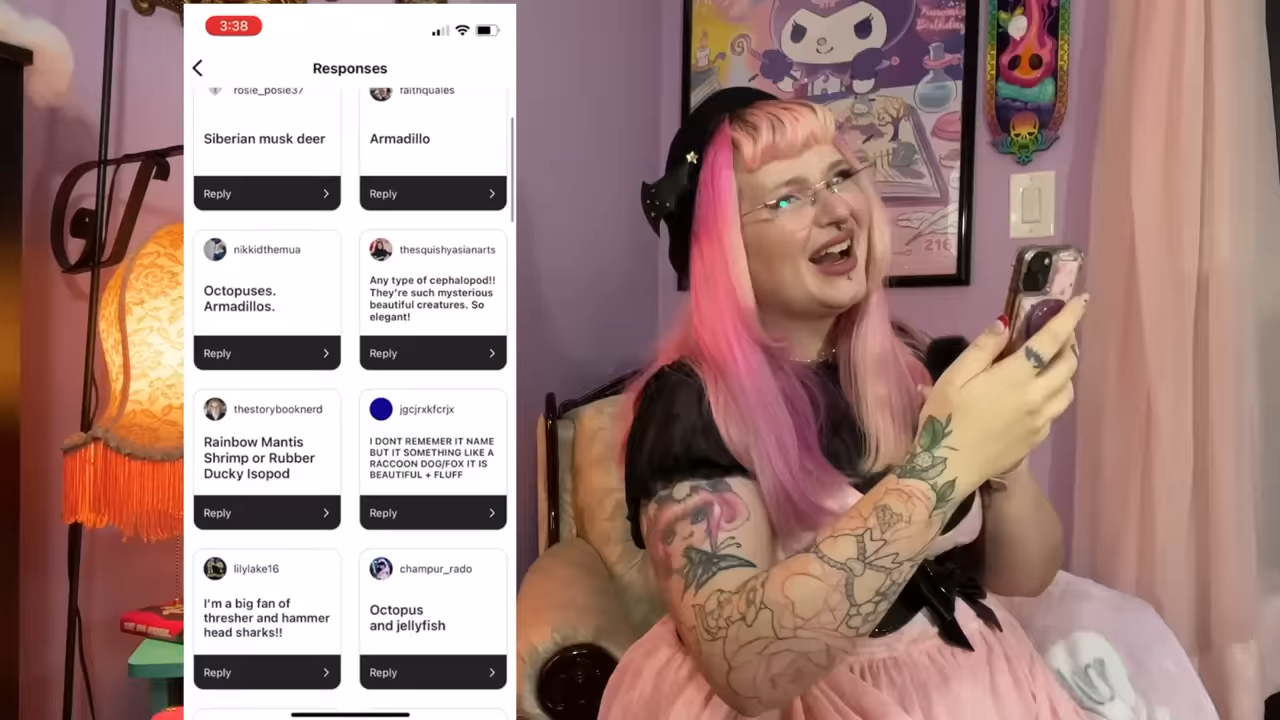 3:38
Responses
rosie_posie37
faithquales
Siberian musk deer
Armadillo
Reply
Reply
nikkidthemua
thesquishyasianarts
Octopuses.
Armadillos.
Any type of cephalopod!!
They're such mysterious
beautiful creatures. So
elegant!
Reply
Reply
thestorybooknerd
jgcjrxkfcrjx
Rainbow Mantis
Shrimp or Rubber
Ducky Isopod
I DONT REMEMER IT NAME
BUT IT SOMETHING LIKE A
RACCOON DOG/FOX IT IS
BEAUTIFUL + FLUFF
Reply
Reply
lilylake16
champur_rado
I'm a big fan of
thresher and hammer
head sharks!!
Octopus
and jellyfish
Reply
Reply
Kuromi's
Birthday
216